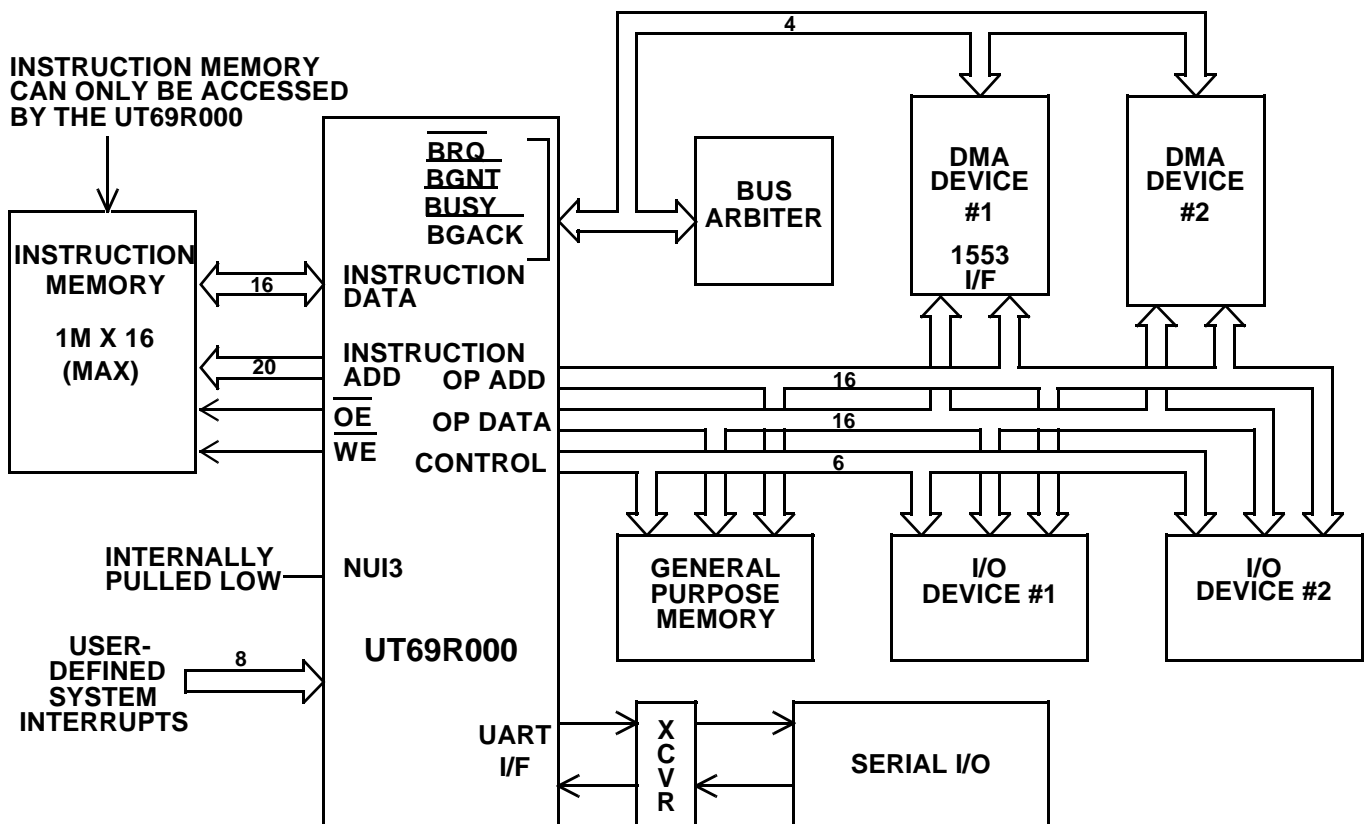 4
INSTRUCTION MEMORY
CAN ONLY BE ACCESSED
BY THE UT69R000
BRQ
BGNT
BUSY
BGACK
BUS
ARBITER
DMA
DEVICE
#1
1553
I/F
DMA
DEVICE
#2
INSTRUCTION
MEMORY
1M X 16
(MAX)
16
INSTRUCTION
DATA
20
INSTRUCTION
ADD
OE
WE
OP ADD
16
OP DATA
16
CONTROL
6
INTERNALLY
PULLED LOW
NUI3
GENERAL
PURPOSE
MEMORY
I/O
DEVICE #1
I/O
DEVICE #2
USER-
DEFINED
SYSTEM
INTERRUPTS
8
UT69R000
UART
I/F
X
C
V
R
SERIAL I/O